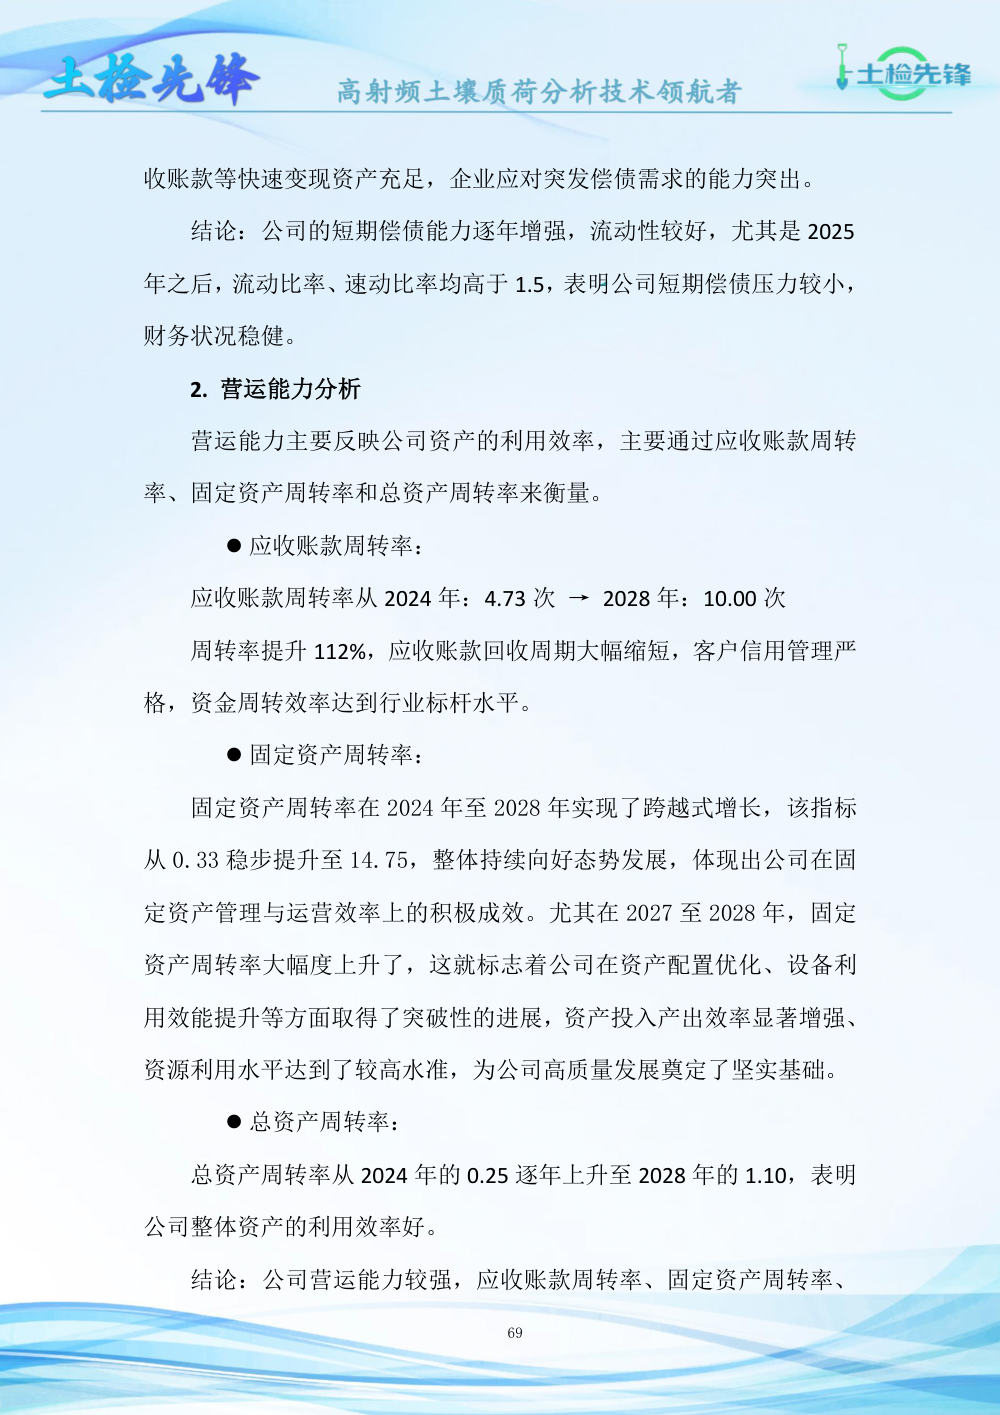 土检先锋
高射频土壤质荷分析技术领航者
土检先锋
收账款等快速变现资产充足，企业应对突发偿债需求的能力突出。
结论：公司的短期偿债能力逐年增强，流动性较好，尤其是 2025
年之后，流动比率、速动比率均高于 1.5，表明公司短期偿债压力较小，
财务状况稳健。
2. 营运能力分析
营运能力主要反映公司资产的利用效率，主要通过应收账款周转
率、固定资产周转率和总资产周转率来衡量。
● 应收账款周转率：
应收账款周转率从 2024 年：4.73 次 → 2028 年：10.00 次
周转率提升 112%，应收账款回收周期大幅缩短，客户信用管理严
格，资金周转效率达到行业标杆水平。
● 固定资产周转率：
固定资产周转率在 2024 年至 2028 年实现了跨越式增长，该指标
从 0.33 稳步提升至 14.75，整体持续向好态势发展，体现出公司在固
定资产管理与运营效率上的积极成效。尤其在 2027 至 2028 年，固定
资产周转率大幅度上升了，这就标志着公司在资产配置优化、设备利
用效能提升等方面取得了突破性的进展，资产投入产出效率显著增强、
资源利用水平达到了较高水准，为公司高质量发展奠定了坚实基础。
● 总资产周转率：
总资产周转率从 2024 年的 0.25 逐年上升至 2028 年的 1.10，表明
公司整体资产的利用效率好。
结论：公司营运能力较强，应收账款周转率、固定资产周转率、
69